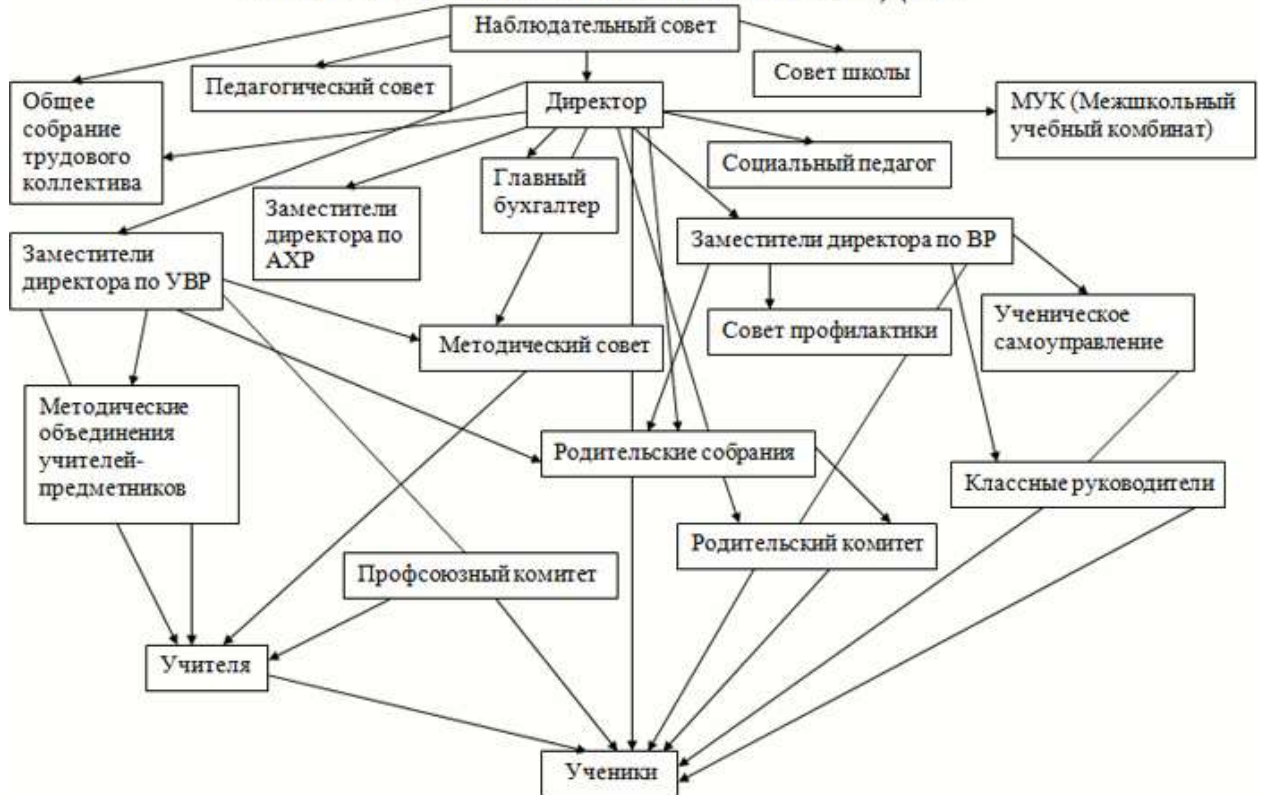 Наблюдательный совет
Педагогический совет
Совет школы
Общее
собрание
трудового
коллектива
Директор
МУК (Межшкольный
учебный комбинат)
Социальный педагог
Главный
бухгалтер
Заместители
директора по
АХР
Заместители директора по ВР
Заместители
директора по УВР
Методический совет
Совет профилактики
Ученическое
самоуправление
Методические
объединения
учителей-
предметников
Родительские собрания
Классные руководители
Родительский комитет
Профсоюзный комитет
Учителя
Ученики